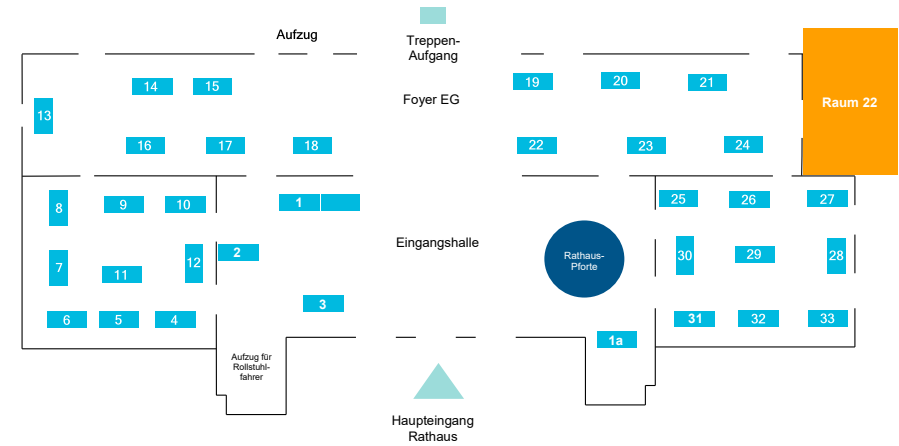 Aufzug
Treppen-
Aufgang
14
15
19
20
21
13
Foyer EG
Raum 22
16
17
18
22
23
24
8
9
10
1
25
26
27
2
Eingangshalle
Rathaus-
Pforte
7
11
12
30
29
28
3
6
5
4
31
32
33
1a
Aufzug für
Rollstuhl-
fahrer
Haupteingang
Rathaus